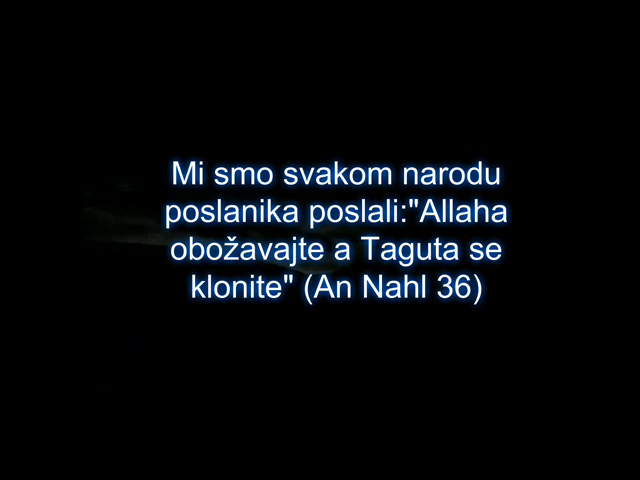 Mi smo svakom narodu
poslanika poslali:"Allaha
obožavajte a Taguta se
klonite" (An Nahl 36)